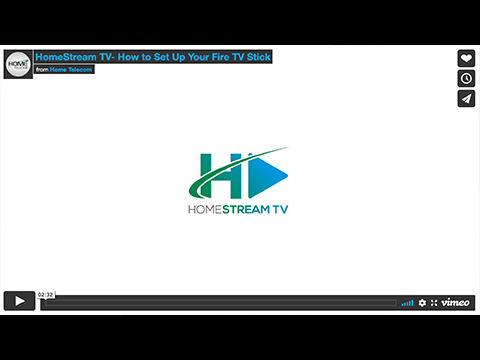 HomeStream TV- How to Set Up Your Fire TV Stick
from Home Telecom
HOME
HOMESTREAM TV
02:32
vimeo